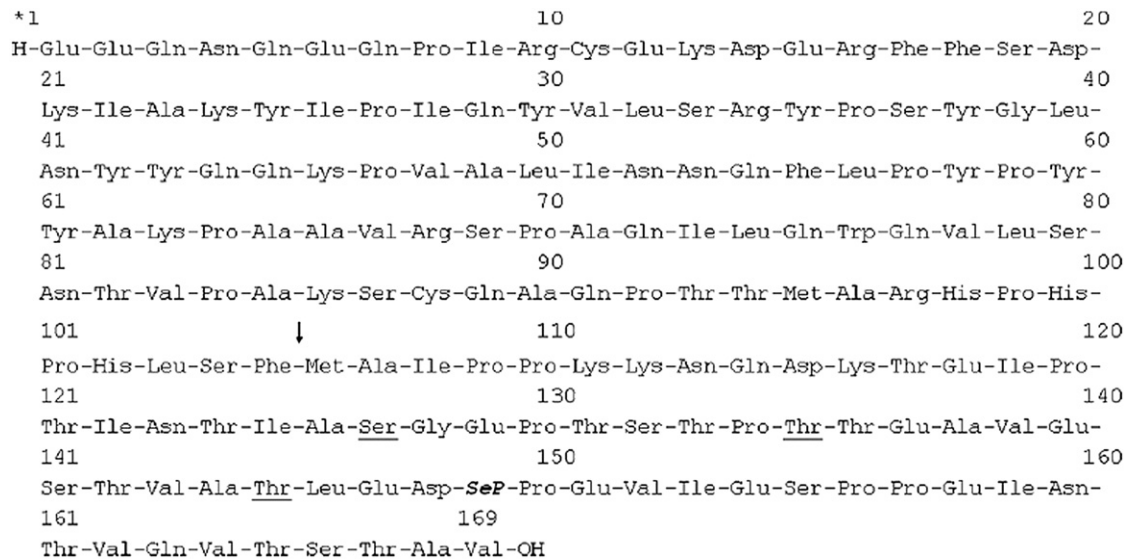 *1 10 20
H-Glu-Glu-Gln-Asn-Gln-Glu-Gln-Pro-Ile-Arg-Cys-Glu-Lys-Asp-Glu-Arg-Phe-Phe-Ser-Asp-
21 30 40
Lys-Ile-Ala-Lys-Tyr-Ile-Pro-Ile-Gln-Tyr-Val-Leu-Ser-Arg-Tyr-Pro-Ser-Tyr-Gly-Leu-
41 50 60
Asn-Tyr-Tyr-Gln-Gln-Lys-Pro-Val-Ala-Leu-Ile-Asn-Asn-Gln-Phe-Leu-Pro-Tyr-Pro-Tyr-
61 70 80
Tyr-Ala-Lys-Pro-Ala-Ala-Val-Arg-Ser-Pro-Ala-Gln-Ile-Leu-Gln-Trp-Gln-Val-Leu-Ser-
81 90 100
Asn-Thr-Val-Pro-Ala-Lys-Ser-Cys-Gln-Ala-Gln-Pro-Thr-Thr-Met-Ala-Arg-His-Pro-His-
101 ↓ 110 120
Pro-His-Leu-Ser-Phe-Met-Ala-Ile-Pro-Pro-Lys-Lys-Asn-Gln-Asp-Lys-Thr-Glu-Ile-Pro-
121 130 140
Thr-Ile-Asn-Thr-Ile-Ala-Ser-Gly-Glu-Pro-Thr-Ser-Thr-Pro-Thr-Thr-Glu-Ala-Val-Glu-
141 150 160
Ser-Thr-Val-Ala-Thr-Leu-Glu-Asp-SeP-Pro-Glu-Val-Ile-Glu-Ser-Pro-Pro-Glu-Ile-Asn-
161 169
Thr-Val-Gln-Val-Thr-Ser-Thr-Ala-Val-OH